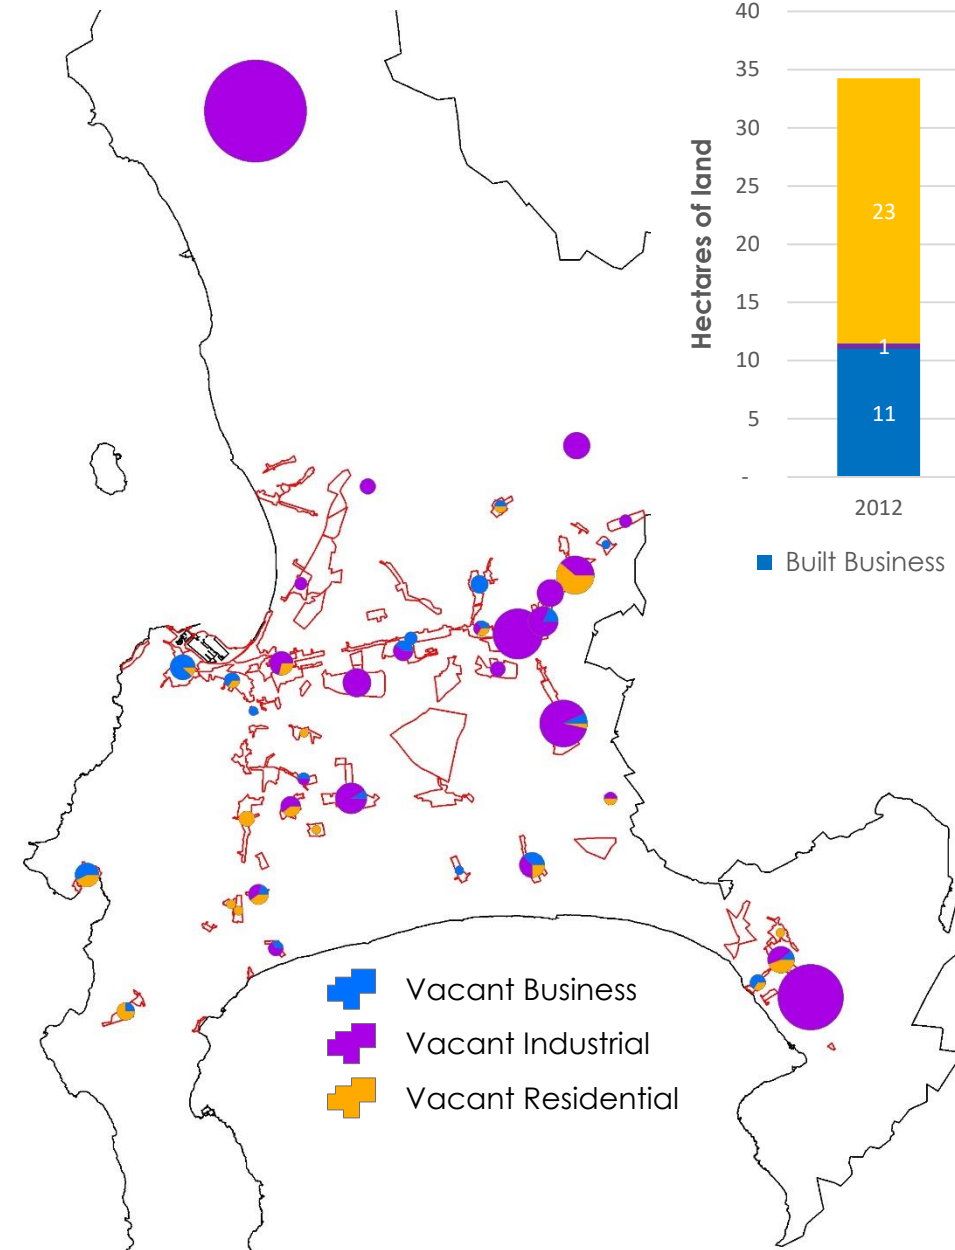 40
35
30
25
20
15
10
5
-
Hectares of land
23
1
11
2012
Built Business
Vacant Business
Vacant Industrial
Vacant Residential